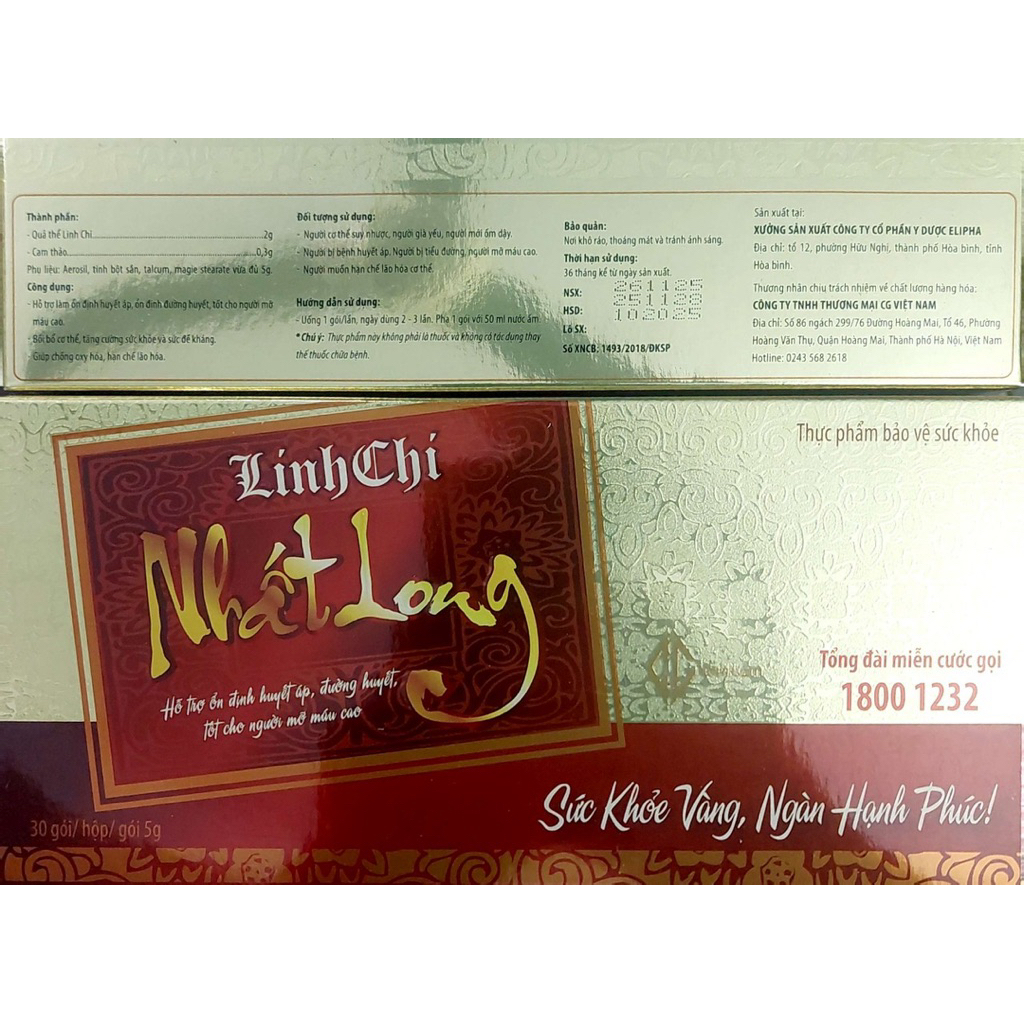 Thành phần:
- Quả thể Linh Chi.....2g
- Cam thảo.....0,3g
Phụ liệu: Aerosil, tinh bột sắn, talcum, magie stearate vừa đủ 5g.
Công dụng:
- Hỗ trợ làm ổn định huyết áp, ổn định đường huyết, tốt cho người mỡ
máu cao.
- Bồi bổ cơ thể, tăng cường sức khỏe và sức đề kháng.
- Giúp chống oxy hóa, hạn chế lão hóa.
Đối tượng sử dụng:
- Người cơ thể suy nhược, người già yếu, người mới ốm dậy.
- Người bị bệnh huyết áp. Người bị tiểu đường, người mỡ máu cao.
- Người muốn hạn chế lão hóa cơ thể.
Hướng dẫn sử dụng:
- Uống 1 gói/lần, ngày dùng 2 - 3 lần. Pha 1 gói với 50 ml nước ấm
* Chú ý: Thực phẩm này không phải là thuốc và không có tác dụng thay
thế thuốc chữa bệnh.
Bảo quản:
Nơi khô ráo, thoáng mát và tránh ánh sáng.
Thời hạn sử dụng:
36 tháng kể từ ngày sản xuất.
NSX: 261125
HSD: 251128
Lô SX: 102025
Số XNCB: 1493/2018/ĐKSP
Sản xuất tại:
XƯỞNG SẢN XUẤT CÔNG TY CỔ PHẦN Y DƯỢC ELIPHA
Địa chỉ: tổ 12, phường Hữu Nghị, thành phố Hòa bình, tỉnh
Hòa bình.
Thương nhân chịu trách nhiệm về chất lượng hàng hóa:
CÔNG TY TNHH THƯƠNG MẠI CG VIỆT NAM
Địa chỉ: Số 86 ngách 299/76 Đường Hoàng Mai, Tổ 46, Phường
Hoàng Văn Thụ, Quận Hoàng Mai, Thành phố Hà Nội, Việt Nam
Hotline: 0243 568 2618
Thực phẩm bảo vệ sức khỏe
Linh Chi
Nhất Long
Hỗ trợ ổn định huyết áp, đường huyết,
tốt cho người mỡ máu cao
Tổng đài miễn cước gọi
1800 1232
Sức Khỏe Vàng, Ngàn Hạnh Phúc!
30 gói/ hộp/ gói 5g